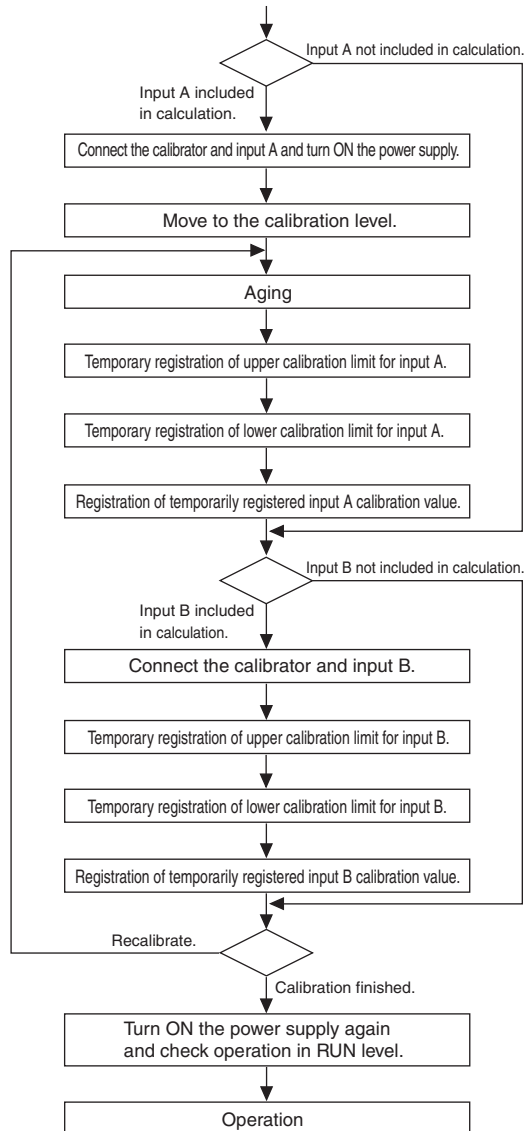 Input A not included in calculation.
Input A included
in calculation.
Connect the calibrator and input A and turn ON the power supply.
Move to the calibration level.
Aging
Temporary registration of upper calibration limit for input A.
Temporary registration of lower calibration limit for input A.
Registration of temporarily registered input A calibration value.
Input B not included in calculation.
Input B included
in calculation.
Connect the calibrator and input B.
Temporary registration of upper calibration limit for input B.
Temporary registration of lower calibration limit for input B.
Registration of temporarily registered input B calibration value.
Recalibrate.
Calibration finished.
Turn ON the power supply again
and check operation in RUN level.
Operation